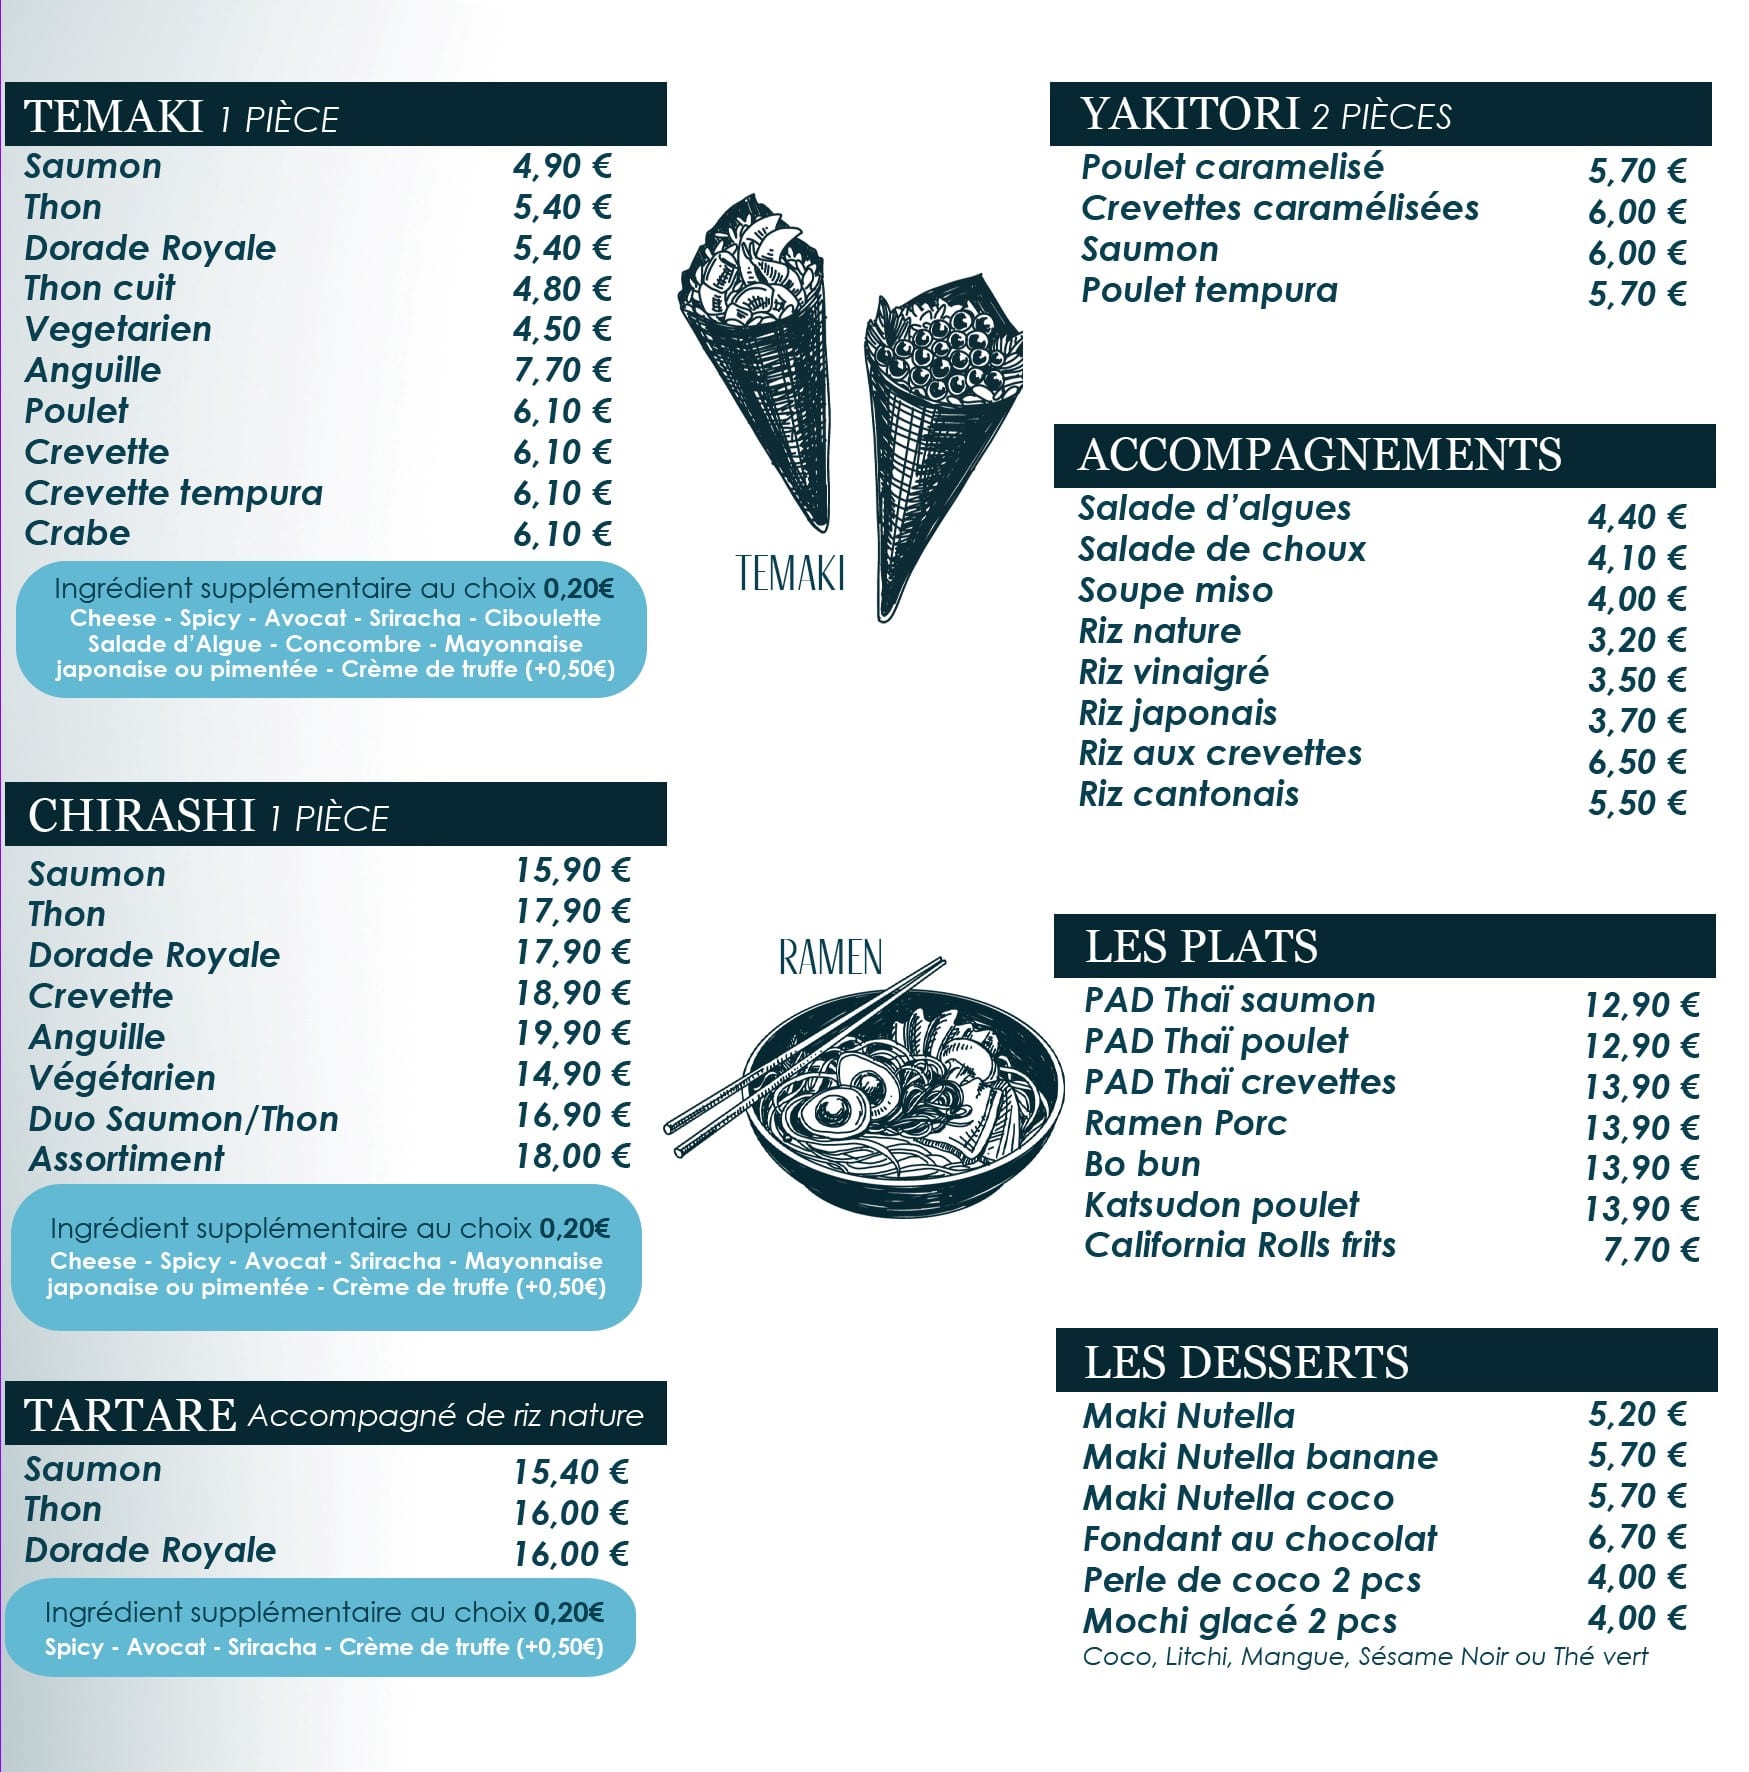 TEMAKI 1 PIÈCE
Saumon 4,90 €
Thon 5,40 €
Dorade Royale 5,40 €
Thon cuit 4,80 €
Vegetarien 4,50 €
Anguille 7,70 €
Poulet 6,10 €
Crevette 6,10 €
Crevette tempura 6,10 €
Crabe 6,10 €
Ingrédient supplémentaire au choix 0,20€
Cheese - Spicy - Avocat - Sriracha - Ciboulette
Salade d’Algue - Concombre - Mayonnaise
japonaise ou pimentée - Crème de truffe (+0,50€)
CHIRASHI 1 PIÈCE
Saumon 15,90 €
Thon 17,90 €
Dorade Royale 17,90 €
Crevette 18,90 €
Anguille 19,90 €
Végétarien 14,90 €
Duo Saumon/Thon 16,90 €
Assortiment 18,00 €
Ingrédient supplémentaire au choix 0,20€
Cheese - Spicy - Avocat - Sriracha - Mayonnaise
japonaise ou pimentée - Crème de truffe (+0,50€)
TARTARE Accompagné de riz nature
Saumon 15,40 €
Thon 16,00 €
Dorade Royale 16,00 €
Ingrédient supplémentaire au choix 0,20€
Spicy - Avocat - Sriracha - Crème de truffe (+0,50€)
TEMAKI
RAMEN
YAKITORI 2 PIÈCES
Poulet caramelisé 5,70 €
Crevettes caramélisées 6,00 €
Saumon 6,00 €
Poulet tempura 5,70 €
ACCOMPAGNEMENTS
Salade d’algues 4,40 €
Salade de choux 4,10 €
Soupe miso 4,00 €
Riz nature 3,20 €
Riz vinaigré 3,50 €
Riz japonais 3,70 €
Riz aux crevettes 6,50 €
Riz cantonais 5,50 €
LES PLATS
PAD Thaï saumon 12,90 €
PAD Thaï poulet 12,90 €
PAD Thaï crevettes 13,90 €
Ramen Porc 13,90 €
Bo bun 13,90 €
Katsudon poulet 13,90 €
California Rolls frits 7,70 €
LES DESSERTS
Maki Nutella 5,20 €
Maki Nutella banane 5,70 €
Maki Nutella coco 5,70 €
Fondant au chocolat 6,70 €
Perle de coco 2 pcs 4,00 €
Mochi glacé 2 pcs 4,00 €
Coco, Litchi, Mangue, Sésame Noir ou Thé vert